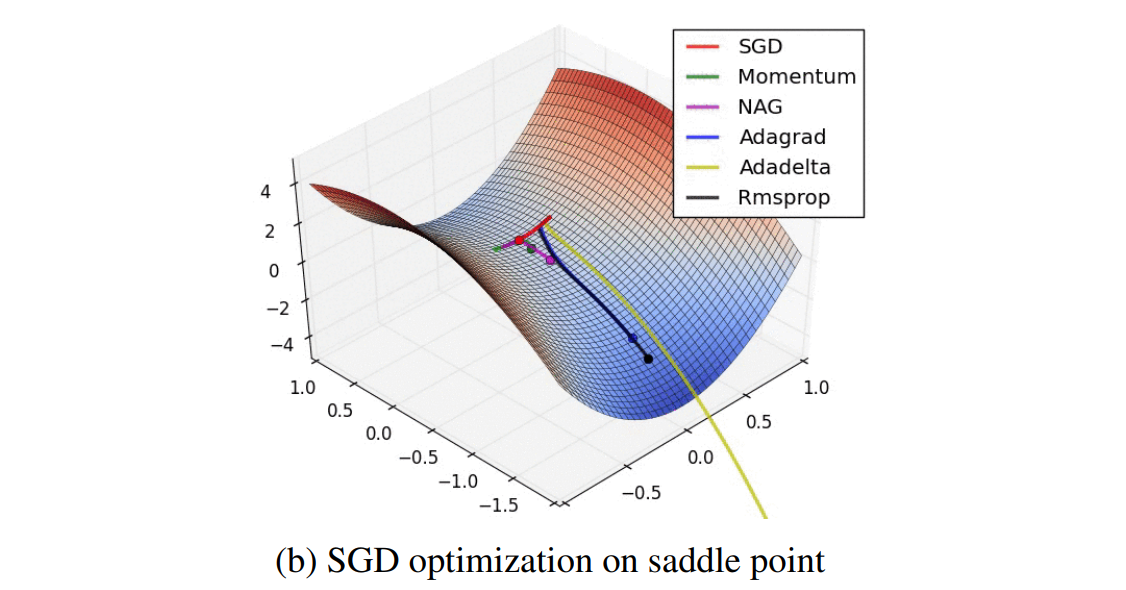 SGD
Momentum
NAG
Adagrad
Adadelta
Rmsprop
4
2
0
−2
−4
1.0
0.5
0.0
−0.5
−1.0
−1.5
−0.5
0.0
0.5
1.0
(b) SGD optimization on saddle point